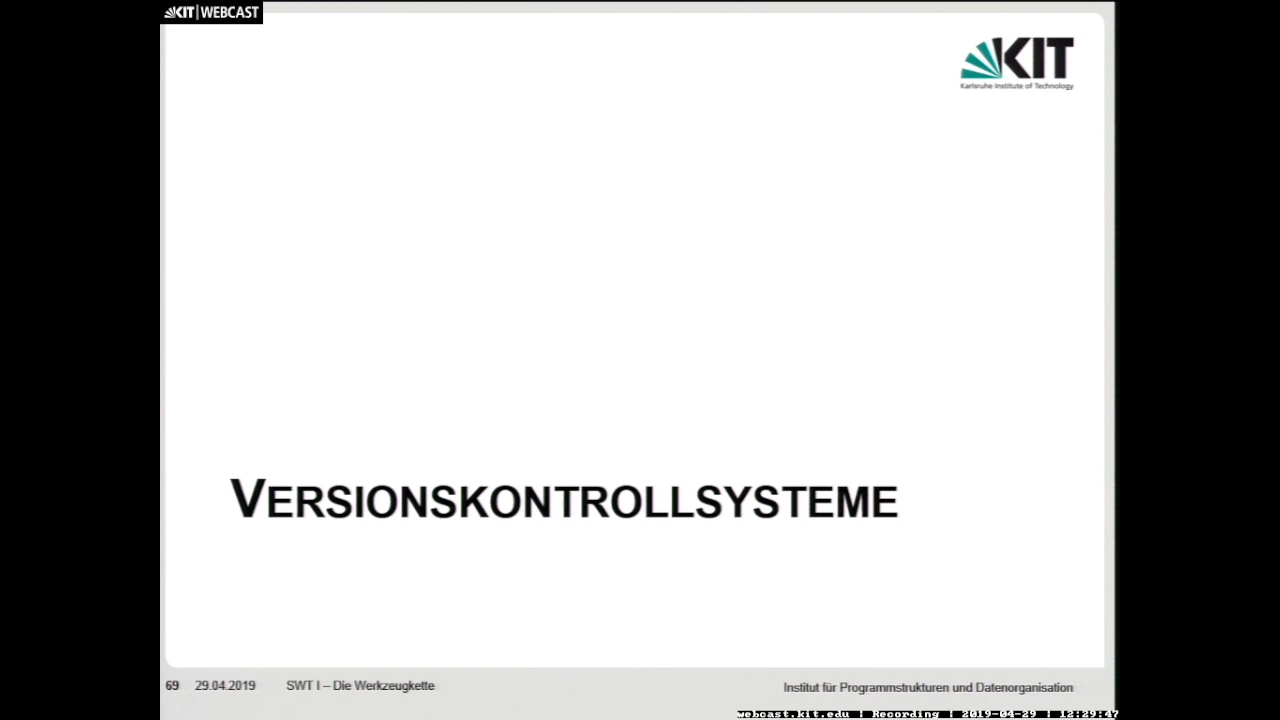 KIT | WEBCAST
KIT
Karlsruhe Institute of Technology
VERSIONSKONTROLLSYSTEME
69 29.04.2019 SWT I – Die Werkzeugkette
Institut für Programmstrukturen und Datenorganisation
webcast.kit.edu | Recording | 2019-04-29 | 12:29:47